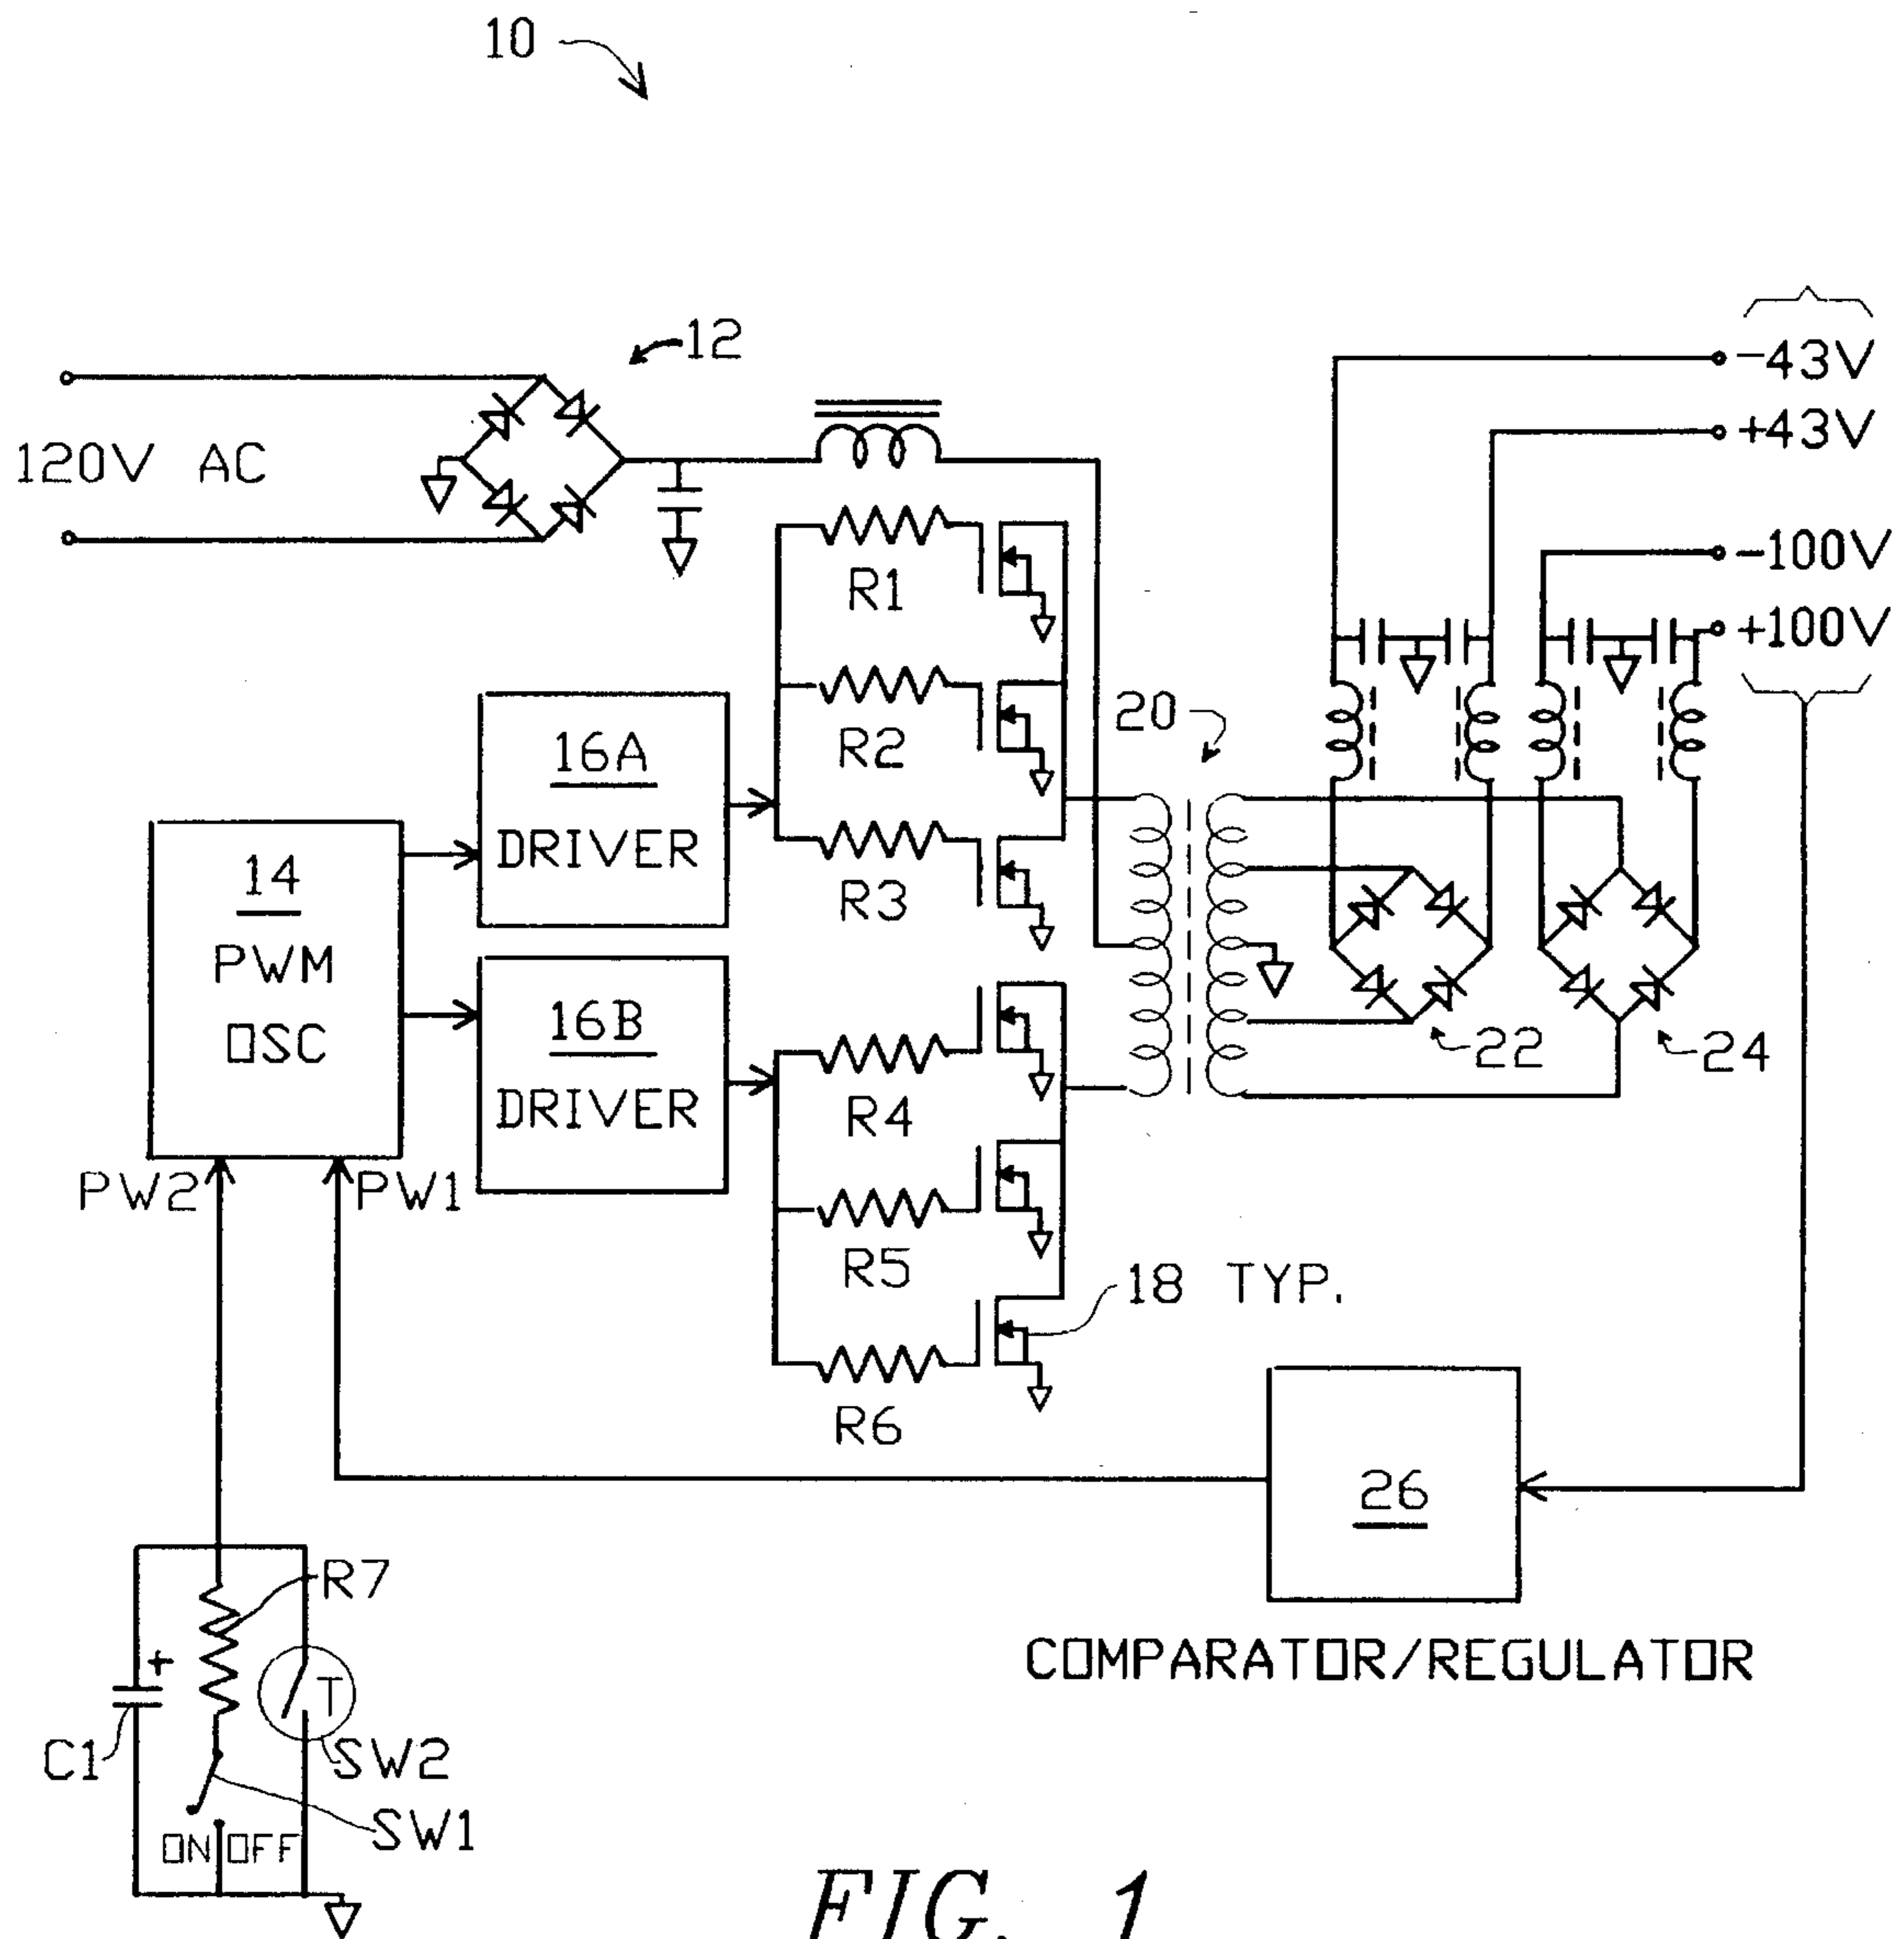 10
12
120V AC
-43V
+43V
-100V
+100V
R1
R2
R3
20
16A
DRIVER
14
PWM
OSC
16B
DRIVER
22
24
R4
R5
R6
PW2
PW1
18 TYP.
26
COMPARATOR/REGULATOR
R7
+
T
C1
SW2
SW1
ON OFF
FIG. 1